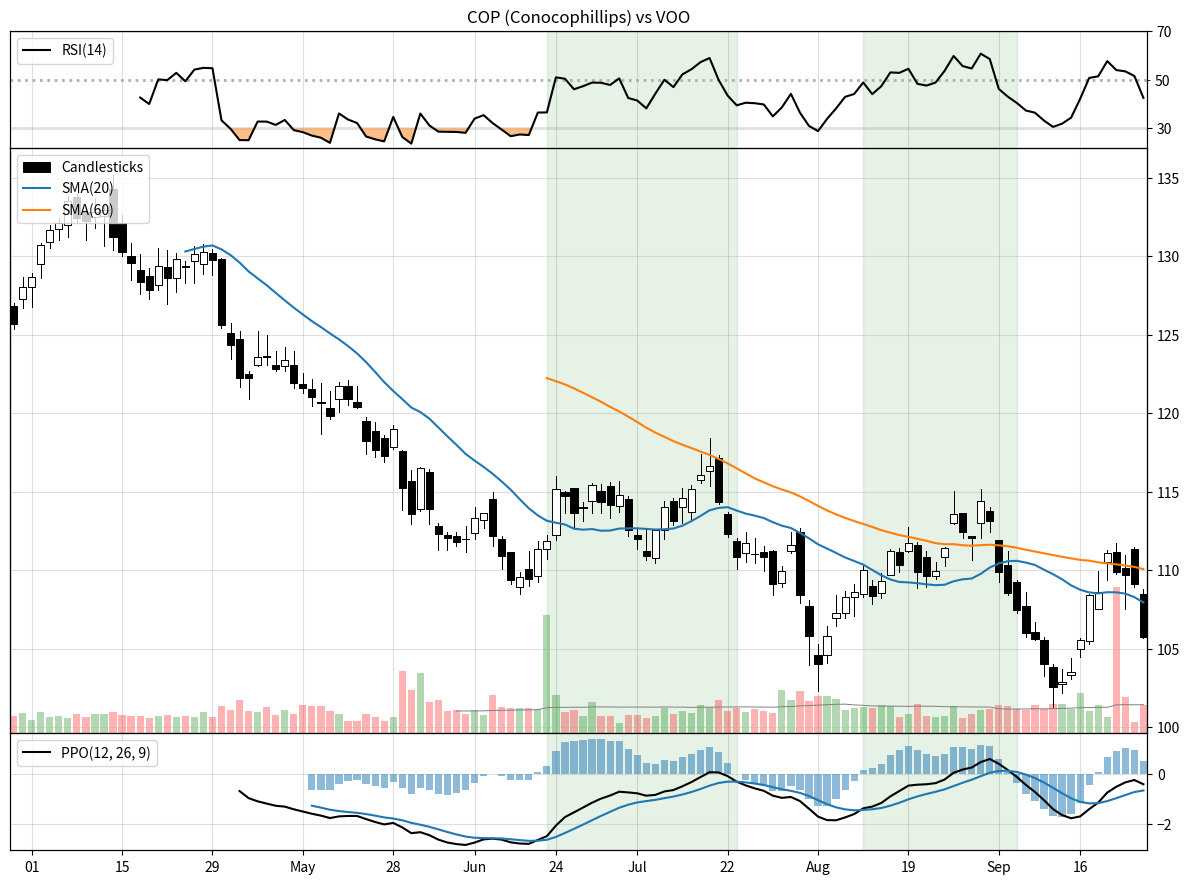 COP (Conocophillips) vs VOO
RSI(14)
70
50
30
Candlesticks
SMA(20)
SMA(60)
135
130
125
120
115
110
105
100
PPO(12, 26, 9)
0
−2
01 15 29 May 28 Jun 24 Jul 22 Aug 19 Sep 16